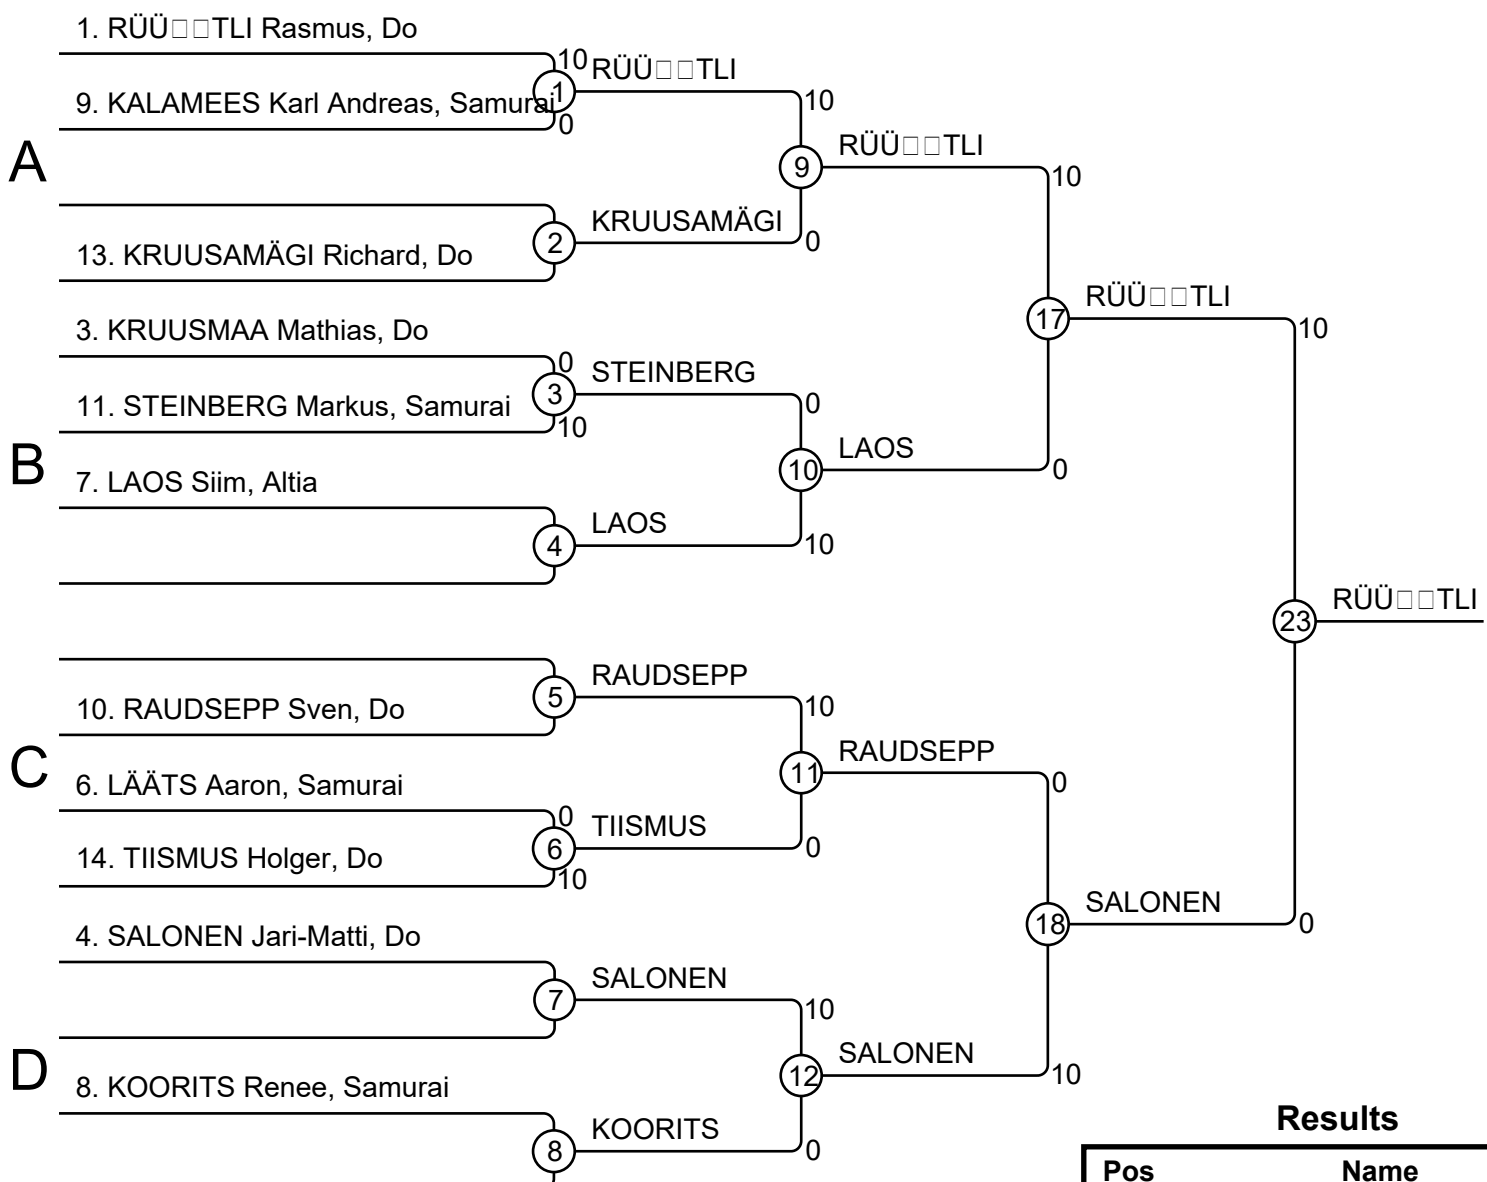 1. RÜÜ□□TLI Rasmus, Do
10
RÜÜ□□TLI
9. KALAMEES Karl Andreas, Samurai
1
0
10
A
9
RÜÜ□□TLI
10
13. KRUUSAMÄGI Richard, Do
2
KRUUSAMÄGI
0
3. KRUUSMAA Mathias, Do
17
RÜÜ□□TLI
10
0
3
STEINBERG
11. STEINBERG Markus, Samurai
10
0
B
10
LAOS
0
7. LAOS Siim, Altia
4
LAOS
10
23
RÜÜ□□TLI
5
RAUDSEPP
10. RAUDSEPP Sven, Do
10
C
11
RAUDSEPP
0
6. LÄÄTS Aaron, Samurai
0
6
TIISMUS
0
14. TIISMUS Holger, Do
10
18
SALONEN
0
4. SALONEN Jari-Matti, Do
7
SALONEN
10
D
12
SALONEN
10
8. KOORITS Renee, Samurai
8
KOORITS
0
Results
Pos Name